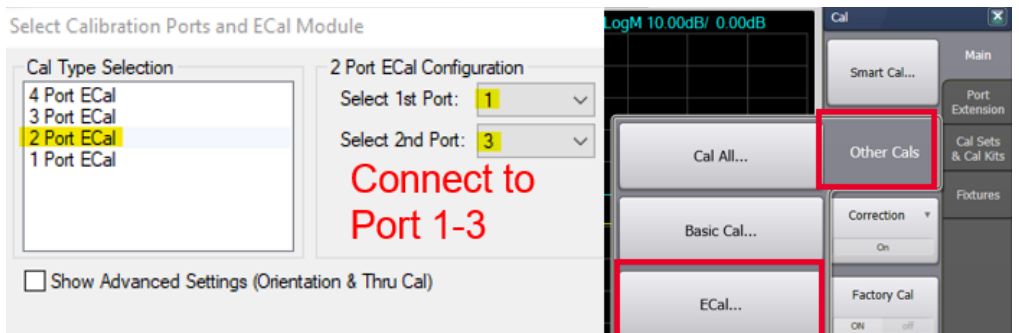 Select Calibration Ports and ECal Module
Cal Type Selection
4 Port ECal
3 Port ECal
2 Port ECal
1 Port ECal
2 Port ECal Configuration
Select 1st Port: 1
Select 2nd Port: 3
Connect to
Port 1-3
Show Advanced Settings (Orientation & Thru Cal)
LogM 10.00dB/ 0.00dB
Cal
Smart Cal...
Main
Port
Extension
Cal All...
Other Cals
Cal Sets
& Cal Kits
Fixtures
Basic Cal...
Correction
On
ECal...
Factory Cal
ON off